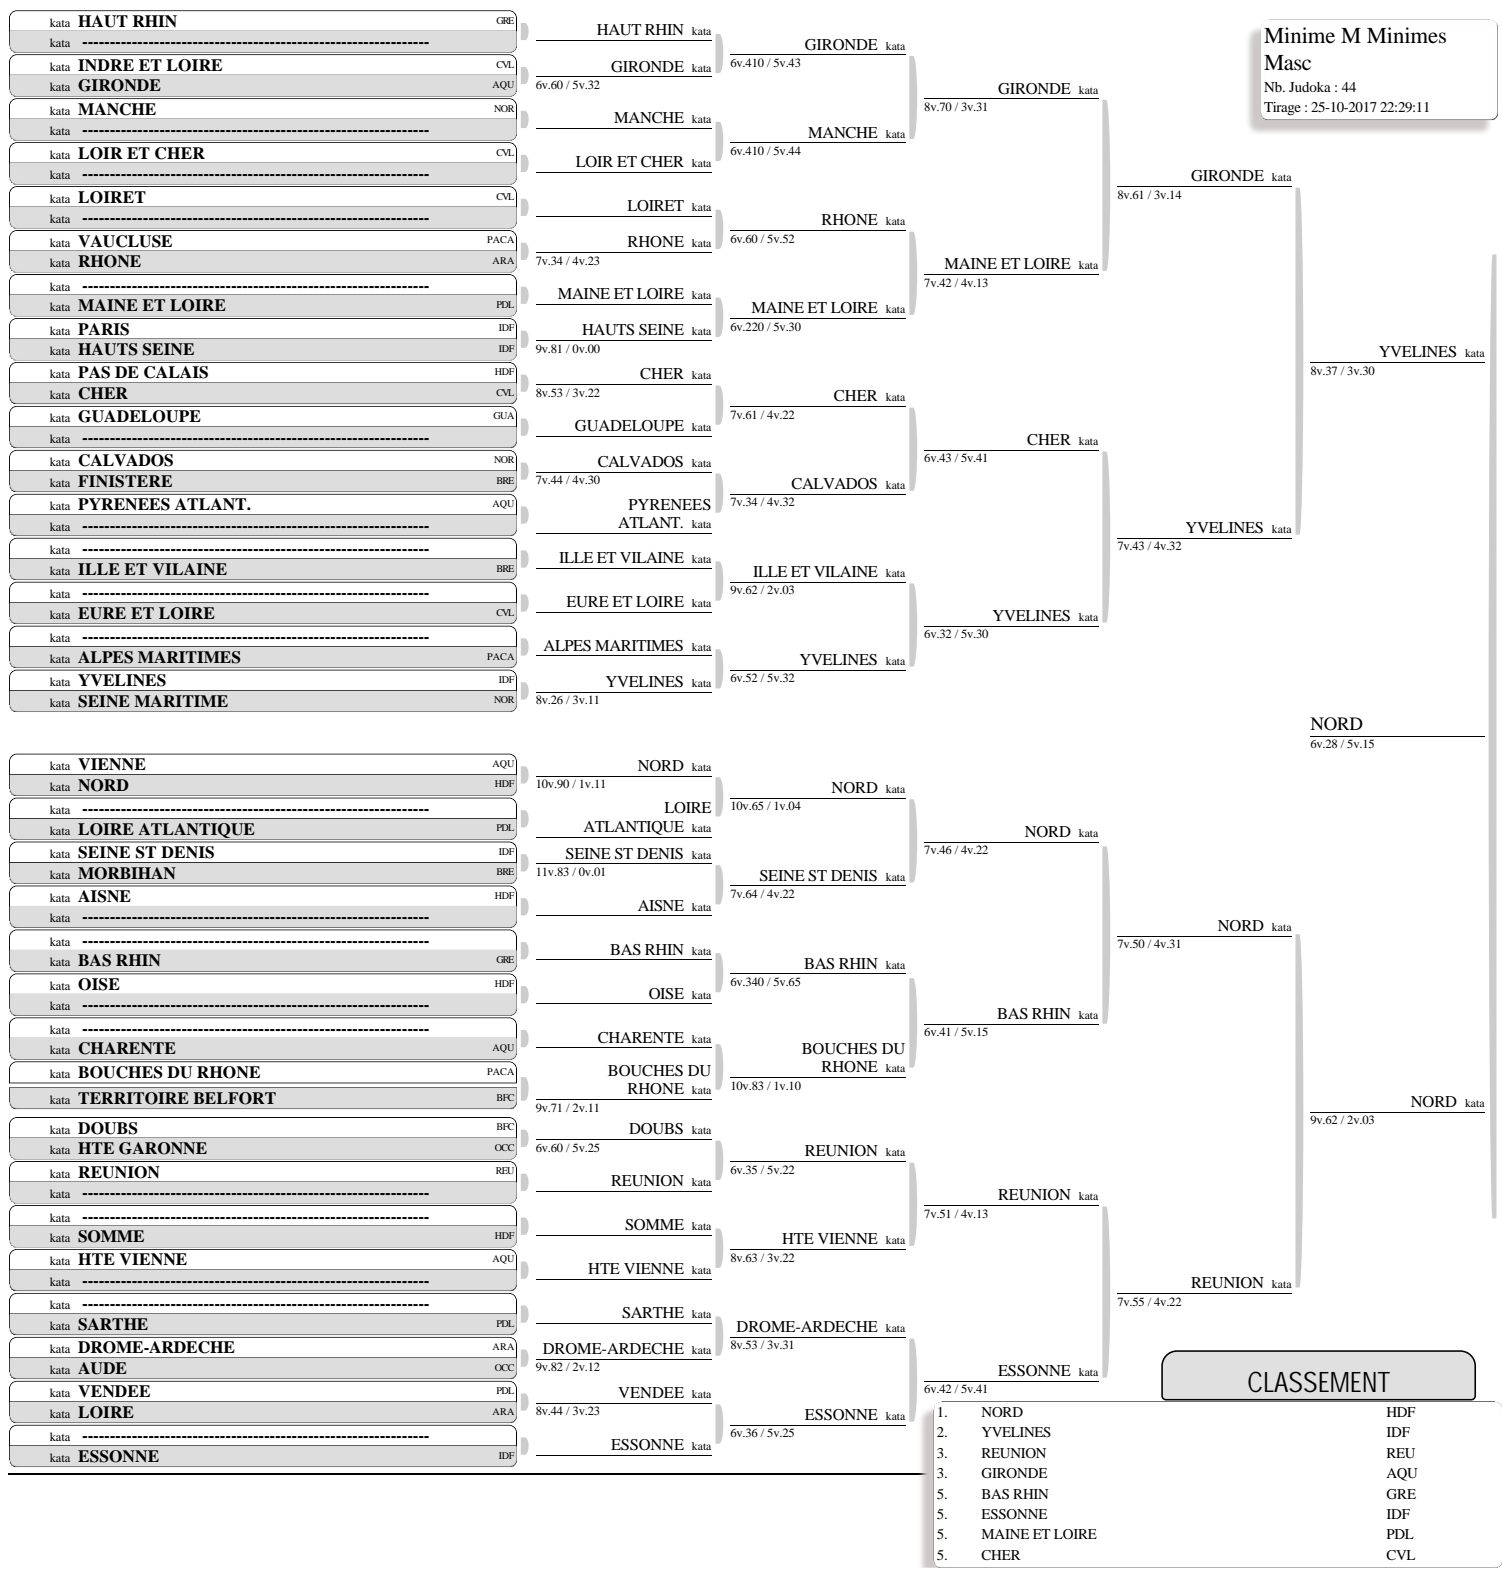 Minime M Minimes
Masc
Nb. Judoka : 44
Tirage : 25-10-2017 22:29:11
kata HAUT RHIN GRE
kata ----------------------------------------------------------------
kata INDRE ET LOIRE CVL
kata GIRONDE AQU
kata MANCHE NOR
kata ----------------------------------------------------------------
kata LOIR ET CHER CVL
kata ----------------------------------------------------------------
kata LOIRET CVL
kata ----------------------------------------------------------------
kata VAUCLUSE PACA
kata RHONE ARA
kata ----------------------------------------------------------------
kata MAINE ET LOIRE PDL
kata PARIS IDF
kata HAUTS SEINE IDF
kata PAS DE CALAIS HDF
kata CHER CVL
kata GUADELOUPE GUA
kata ----------------------------------------------------------------
kata CALVADOS NOR
kata FINISTERE BRE
kata PYRENEES ATLANT. AQU
kata ----------------------------------------------------------------
kata ----------------------------------------------------------------
kata ILLE ET VILAINE BRE
kata ----------------------------------------------------------------
kata EURE ET LOIRE CVL
kata ----------------------------------------------------------------
kata ALPES MARITIMES PACA
kata YVELINES IDF
kata SEINE MARITIME NOR
kata VIENNE AQU
kata NORD HDF
kata ----------------------------------------------------------------
kata LOIRE ATLANTIQUE PDL
kata SEINE ST DENIS IDF
kata MORBIHAN BRE
kata AISNE HDF
kata ----------------------------------------------------------------
kata ----------------------------------------------------------------
kata BAS RHIN GRE
kata OISE HDF
kata ----------------------------------------------------------------
kata ----------------------------------------------------------------
kata CHARENTE AQU
kata BOUCHES DU RHONE PACA
kata TERRITOIRE BELFORT BFC
kata DOUBS BFC
kata HTE GARONNE OCC
kata REUNION REU
kata ----------------------------------------------------------------
kata ----------------------------------------------------------------
kata SOMME HDF
kata HTE VIENNE AQU
kata ----------------------------------------------------------------
kata ----------------------------------------------------------------
kata SARTHE PDL
kata DROME-ARDECHE ARA
kata AUDE OCC
kata VENDEE PDL
kata LOIRE ARA
kata ----------------------------------------------------------------
kata ESSONNE IDF
HAUT RHIN kata
GIRONDE kata
6v.60 / 5v.32
MANCHE kata
LOIR ET CHER kata
LOIRET kata
RHONE kata
7v.34 / 4v.23
MAINE ET LOIRE kata
HAUTS SEINE kata
9v.81 / 0v.00
CHER kata
8v.53 / 3v.22
GUADELOUPE kata
CALVADOS kata
7v.44 / 4v.30
PYRENEES
ATLANT. kata
ILLE ET VILAINE kata
EURE ET LOIRE kata
ALPES MARITIMES kata
YVELINES kata
8v.26 / 3v.11
NORD kata
10v.90 / 1v.11
LOIRE
ATLANTIQUE kata
SEINE ST DENIS kata
11v.83 / 0v.01
AISNE kata
BAS RHIN kata
OISE kata
CHARENTE kata
BOUCHES DU
RHONE kata
9v.71 / 2v.11
DOUBS kata
6v.60 / 5v.25
REUNION kata
SOMME kata
HTE VIENNE kata
SARTHE kata
DROME-ARDECHE kata
9v.82 / 2v.12
VENDEE kata
8v.44 / 3v.23
ESSONNE kata
GIRONDE kata
6v.410 / 5v.43
MANCHE kata
6v.410 / 5v.44
RHONE kata
6v.60 / 5v.52
MAINE ET LOIRE kata
6v.220 / 5v.30
CHER kata
7v.61 / 4v.22
CALVADOS kata
7v.34 / 4v.32
ILLE ET VILAINE kata
9v.62 / 2v.03
YVELINES kata
6v.52 / 5v.32
NORD kata
10v.65 / 1v.04
SEINE ST DENIS kata
7v.64 / 4v.22
BAS RHIN kata
6v.340 / 5v.65
BOUCHES DU
RHONE kata
10v.83 / 1v.10
REUNION kata
6v.35 / 5v.22
HTE VIENNE kata
8v.63 / 3v.22
DROME-ARDECHE kata
8v.53 / 3v.31
ESSONNE kata
6v.36 / 5v.25
GIRONDE kata
8v.70 / 3v.31
MAINE ET LOIRE kata
7v.42 / 4v.13
CHER kata
6v.43 / 5v.41
YVELINES kata
6v.32 / 5v.30
NORD kata
7v.46 / 4v.22
BAS RHIN kata
6v.41 / 5v.15
REUNION kata
7v.51 / 4v.13
ESSONNE kata
6v.42 / 5v.41
GIRONDE kata
8v.61 / 3v.14
YVELINES kata
7v.43 / 4v.32
NORD kata
7v.50 / 4v.31
REUNION kata
7v.55 / 4v.22
YVELINES kata
8v.37 / 3v.30
NORD
6v.28 / 5v.15
NORD kata
9v.62 / 2v.03
CLASSEMENT
1. NORD HDF
2. YVELINES IDF
3. REUNION REU
3. GIRONDE AQU
5. BAS RHIN GRE
5. ESSONNE IDF
5. MAINE ET LOIRE PDL
5. CHER CVL